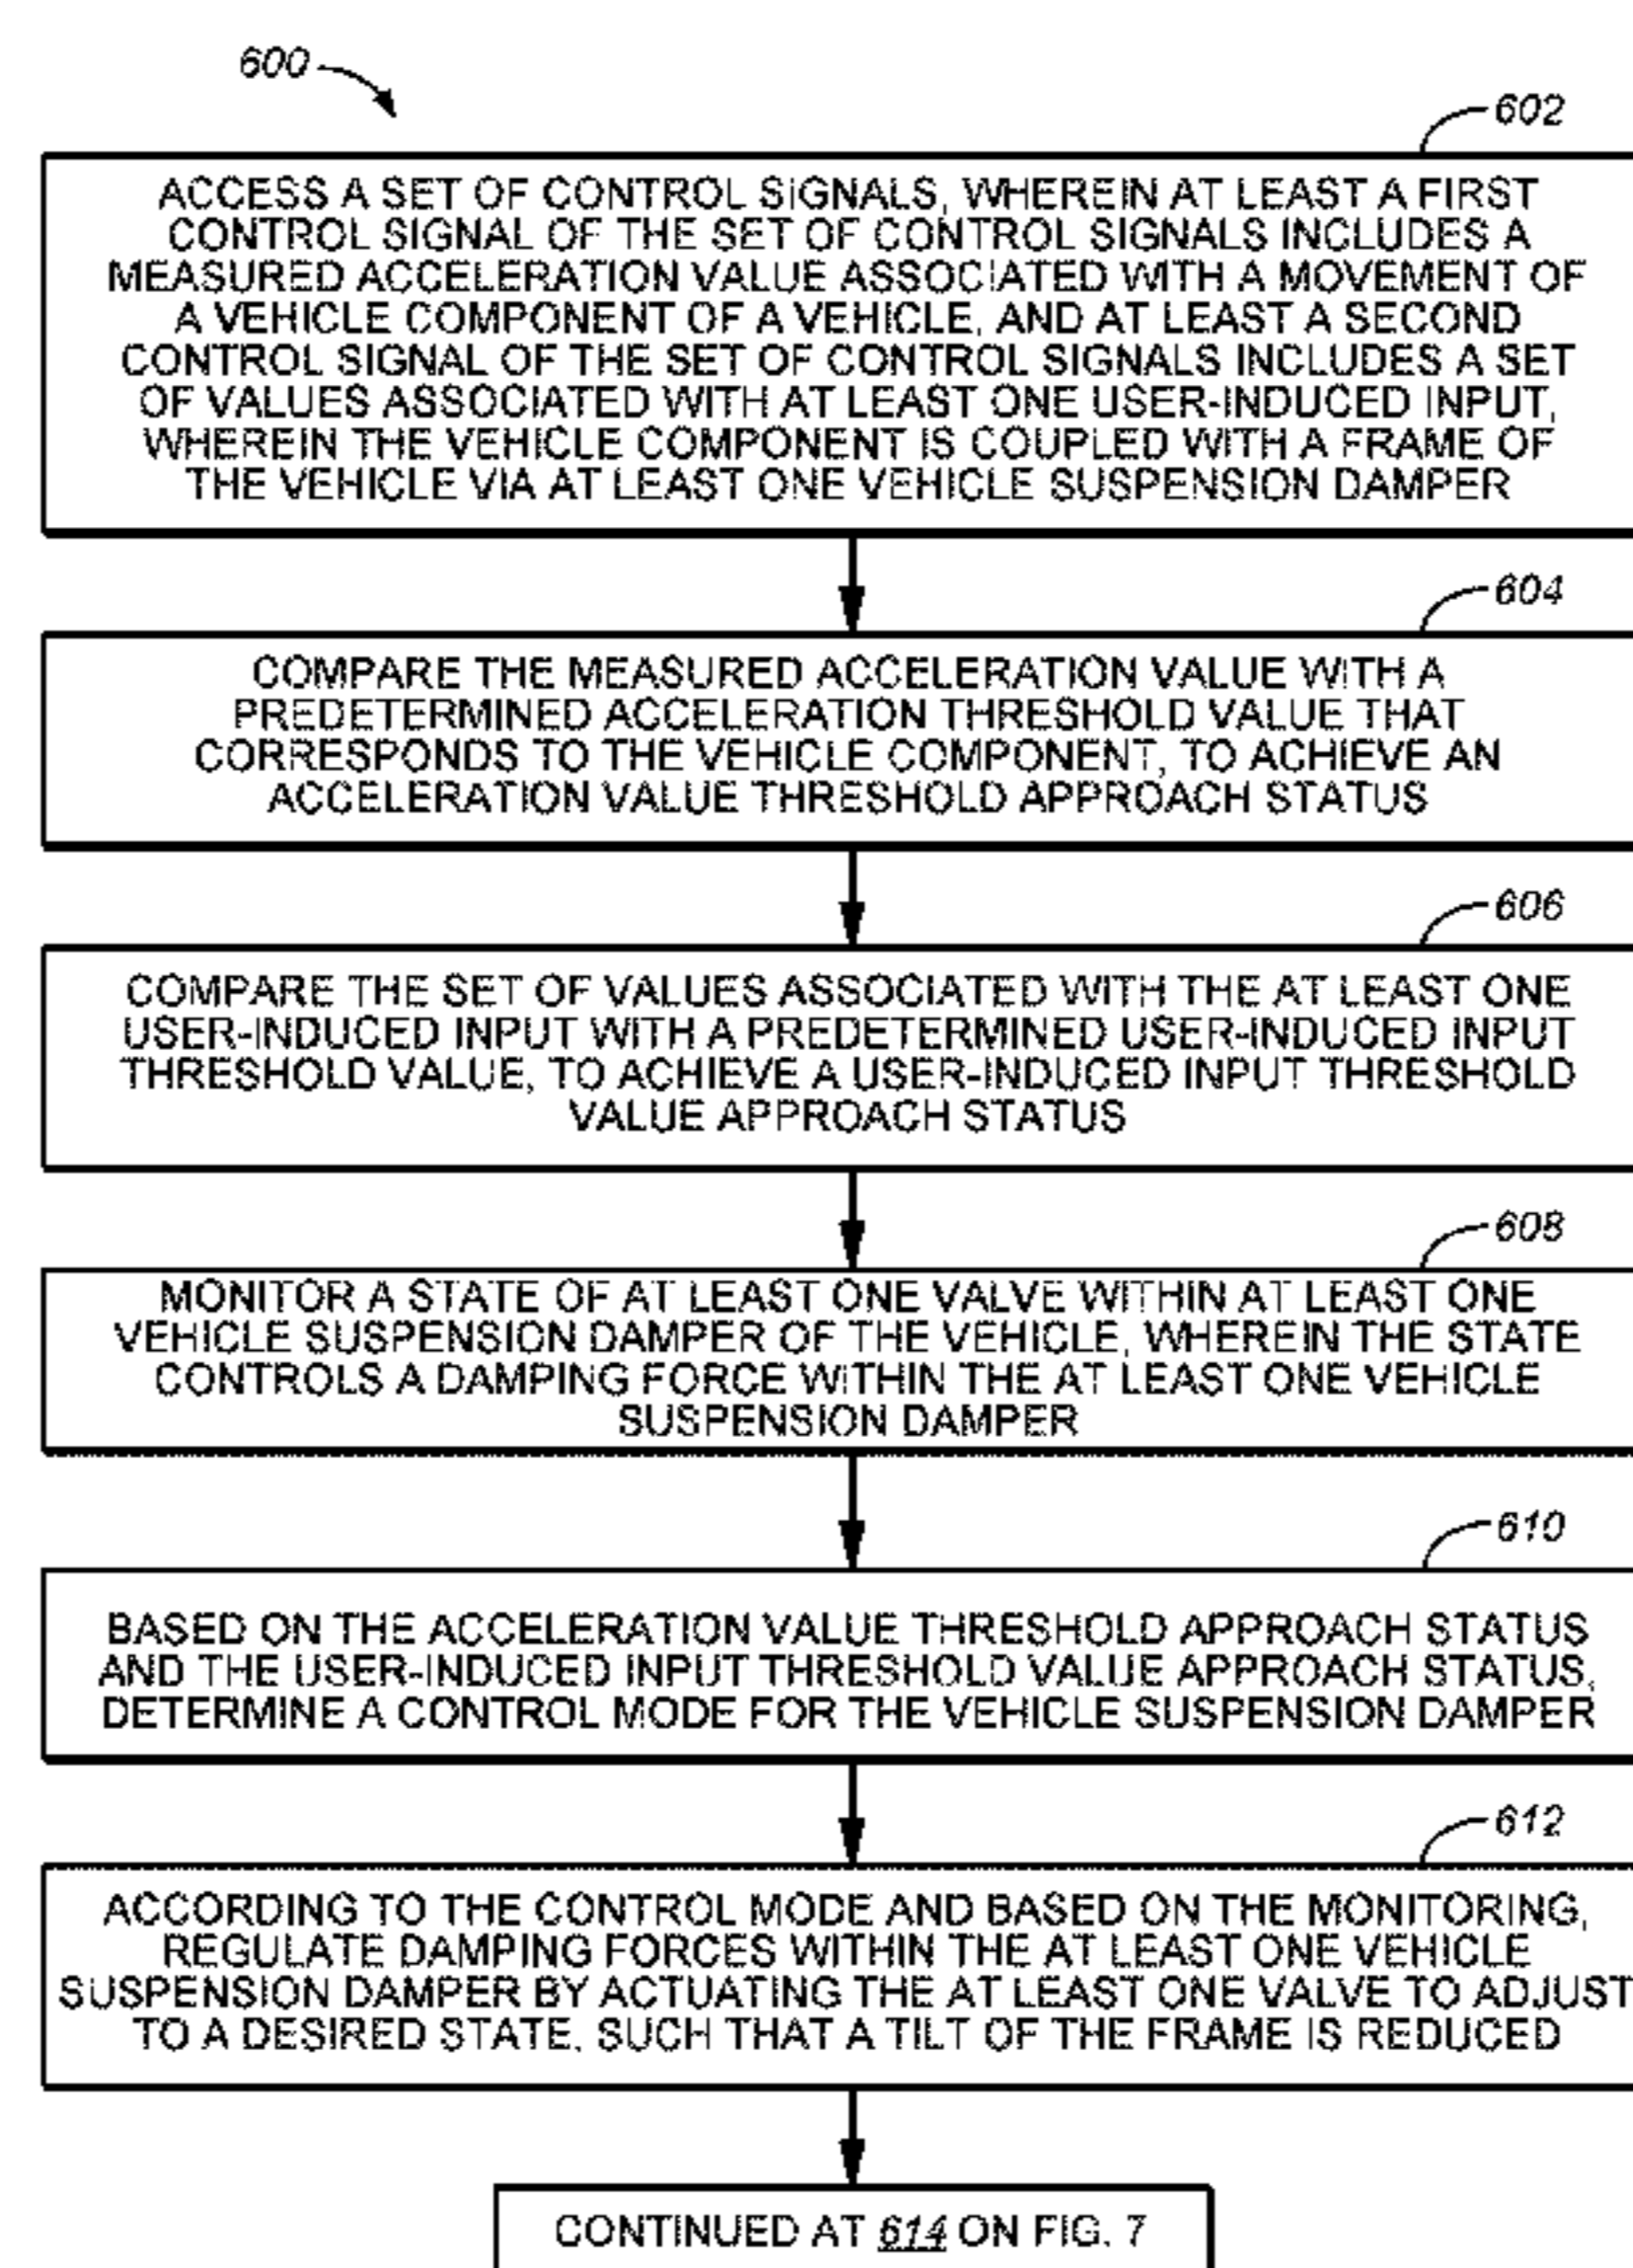 600
602
ACCESS A SET OF CONTROL SIGNALS, WHEREIN AT LEAST A FIRST
CONTROL SIGNAL OF THE SET OF CONTROL SIGNALS INCLUDES A
MEASURED ACCELERATION VALUE ASSOCIATED WITH A MOVEMENT OF
A VEHICLE COMPONENT OF A VEHICLE, AND AT LEAST A SECOND
CONTROL SIGNAL OF THE SET OF CONTROL SIGNALS INCLUDES A SET
OF VALUES ASSOCIATED WITH AT LEAST ONE USER-INDUCED INPUT,
WHEREIN THE VEHICLE COMPONENT IS COUPLED WITH A FRAME OF
THE VEHICLE VIA AT LEAST ONE VEHICLE SUSPENSION DAMPER
604
COMPARE THE MEASURED ACCELERATION VALUE WITH A
PREDETERMINED ACCELERATION THRESHOLD VALUE THAT
CORRESPONDS TO THE VEHICLE COMPONENT, TO ACHIEVE AN
ACCELERATION VALUE THRESHOLD APPROACH STATUS
606
COMPARE THE SET OF VALUES ASSOCIATED WITH THE AT LEAST ONE
USER-INDUCED INPUT WITH A PREDETERMINED USER-INDUCED INPUT
THRESHOLD VALUE, TO ACHIEVE A USER-INDUCED INPUT THRESHOLD
VALUE APPROACH STATUS
608
MONITOR A STATE OF AT LEAST ONE VALVE WITHIN AT LEAST ONE
VEHICLE SUSPENSION DAMPER OF THE VEHICLE, WHEREIN THE STATE
CONTROLS A DAMPING FORCE WITHIN THE AT LEAST ONE VEHICLE
SUSPENSION DAMPER
610
BASED ON THE ACCELERATION VALUE THRESHOLD APPROACH STATUS
AND THE USER-INDUCED INPUT THRESHOLD VALUE APPROACH STATUS,
DETERMINE A CONTROL MODE FOR THE VEHICLE SUSPENSION DAMPER
612
ACCORDING TO THE CONTROL MODE AND BASED ON THE MONITORING,
REGULATE DAMPING FORCES WITHIN THE AT LEAST ONE VEHICLE
SUSPENSION DAMPER BY ACTUATING THE AT LEAST ONE VALVE TO ADJUST
TO A DESIRED STATE, SUCH THAT A TILT OF THE FRAME IS REDUCED
CONTINUED AT 614 ON FIG. 7